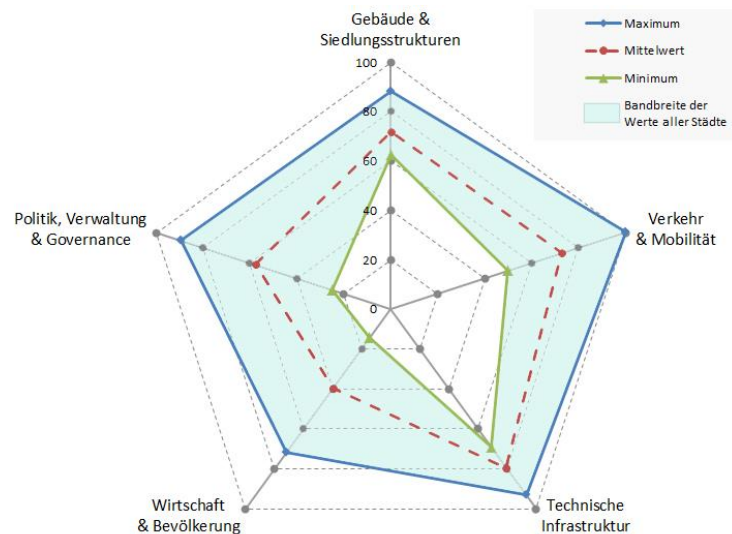 Gebäude &
Siedlungsstrukturen
Maximum
Mittelwert
Minimum
Bandbreite der
Werte aller Städte
100
80
60
40
20
0
Verkehr
& Mobilität
Politik, Verwaltung
& Governance
Wirtschaft
& Bevölkerung
Technische
Infrastruktur